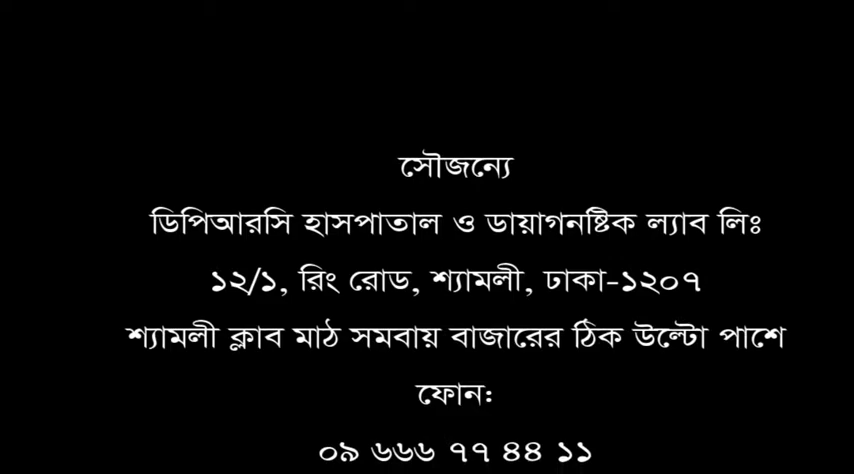 সৌজন্যে
ডিপিআরসি হাসপাতাল ও ডায়াগনষ্টিক ল্যাব লিঃ
১২/১, রিং রোড, শ্যামলী, ঢাকা-১২০৭
শ্যামলী ক্লাব মাঠ সমবায় বাজারের ঠিক উল্টো পাশে
ফোন:
০৯ ৬৬৬ ৭৭ ৪৪ ১১